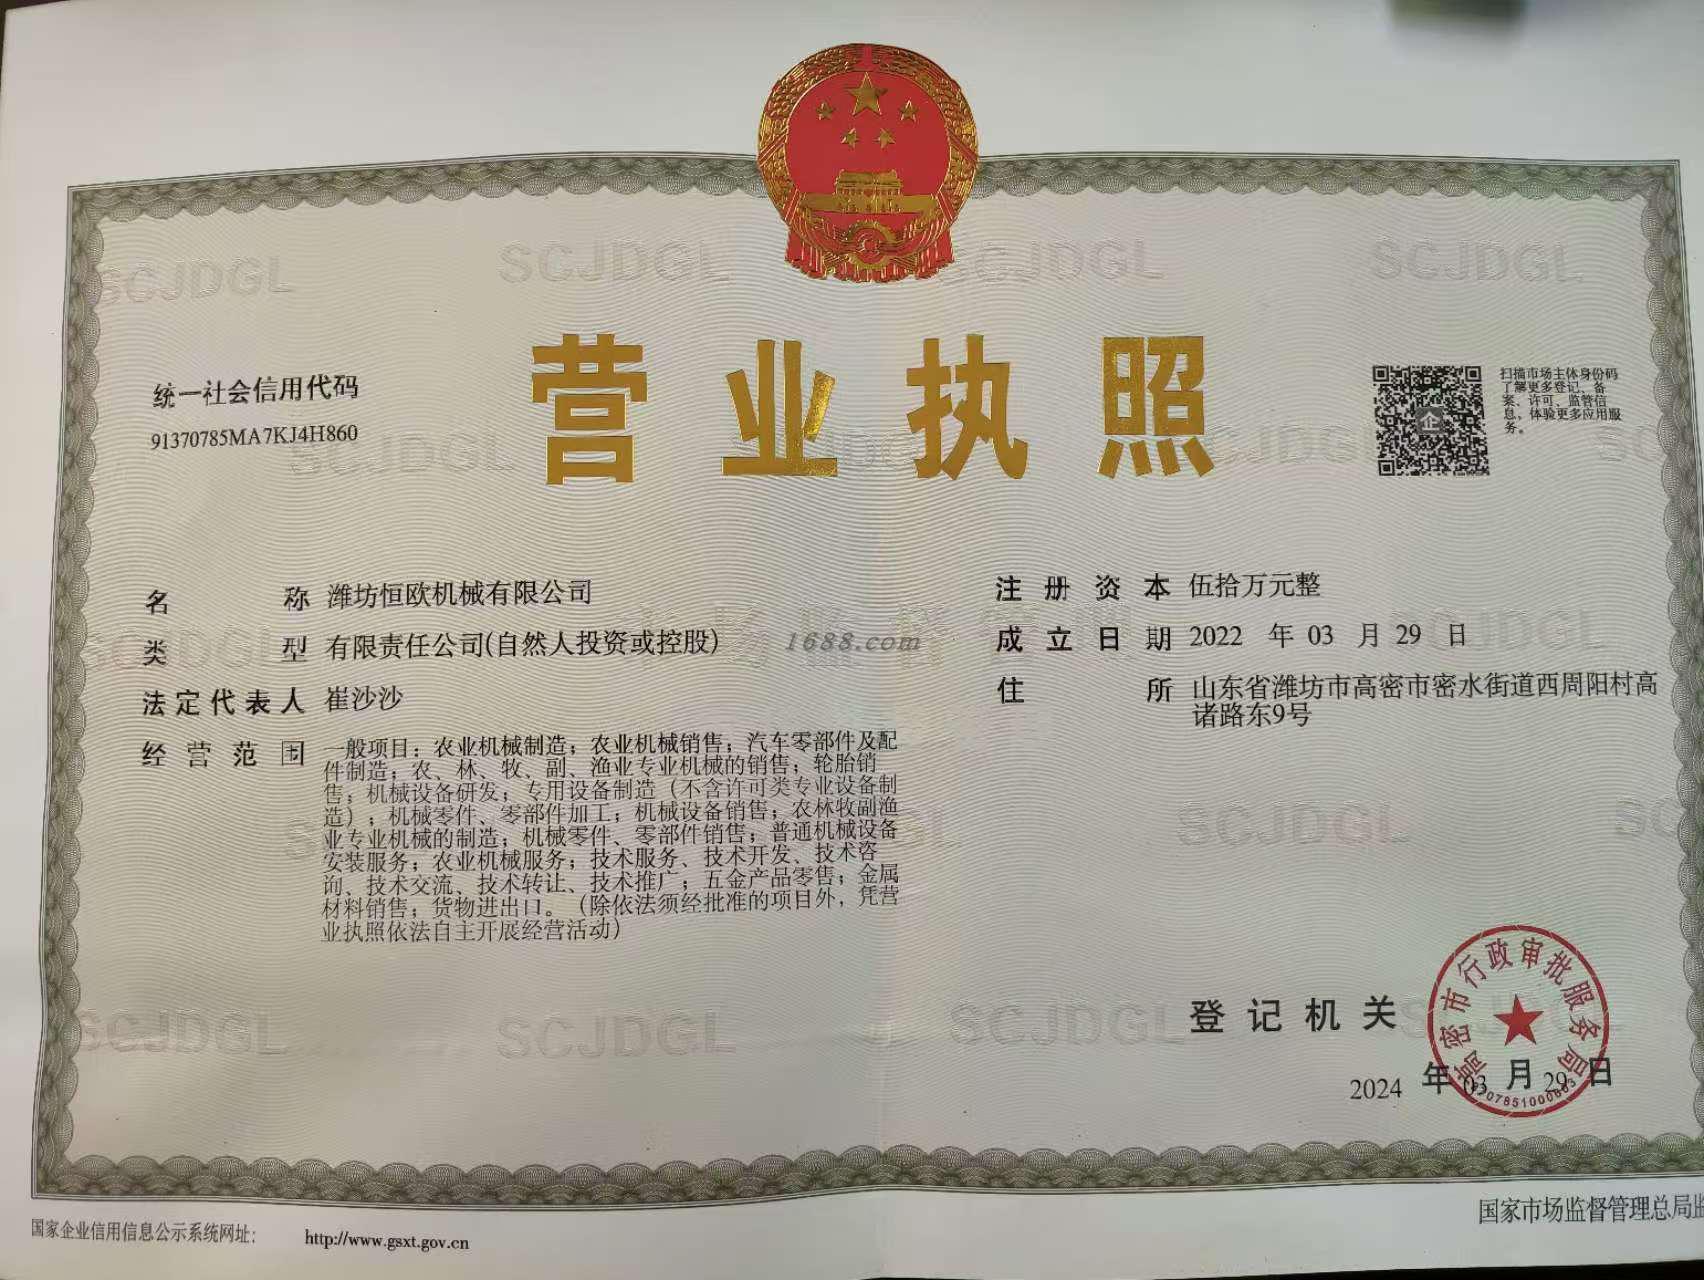 SCJDGL SCJDGL SCJDGL SCJDGL
营业执照
统一社会信用代码
91370785MA7KJ4H860
扫描市场主体身份码
了解更多登记、备
案、许可、监管信
息，体验更多应用服
务。
企
名称 潍坊恒欧机械有限公司
类型 有限责任公司(自然人投资或控股)
法定代表人 崔沙沙
经营范围 一般项目：农业机械制造；农业机械销售；汽车零部件及配
件制造；农、林、牧、副、渔业专业机械的销售；轮胎销
售；机械设备研发；专用设备制造（不含许可类专业设备制
造）；机械零件、零部件加工；机械设备销售；农林牧副渔
业专业机械的制造；机械零件、零部件销售；普通机械设备
安装服务；农业机械服务；技术服务、技术开发、技术咨
询、技术交流、技术转让、技术推广；五金产品零售；金属
材料销售；货物进出口。（除依法须经批准的项目外，凭营
业执照依法自主开展经营活动）
1688.com
注册资本 伍拾万元整
成立日期 2022 年 03 月 29 日
住所 山东省潍坊市高密市密水街道西周阳村高
诸路东9号
SCJDGL
SCJDGL SCJDGL SCJDGL
登记机关
高密市行政审批服务局
2024 年 03 月 29 日
国家企业信用信息公示系统网址： http://www.gsxt.gov.cn
国家市场监督管理总局监